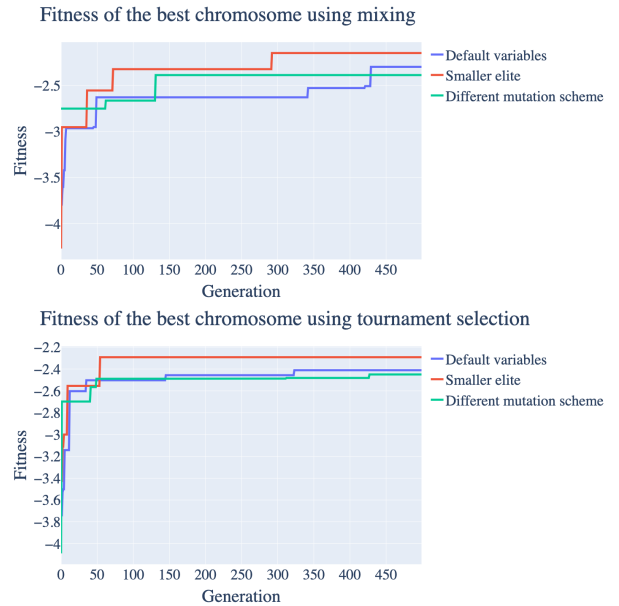 Fitness of the best chromosome using mixing
Default variables
Smaller elite
Different mutation scheme
−2.5
−3
−3.5
−4
Fitness
0 50 100 150 200 250 300 350 400 450
Generation
Fitness of the best chromosome using tournament selection
Default variables
Smaller elite
Different mutation scheme
−2.2
−2.4
−2.6
−2.8
−3
−3.2
−3.4
−3.6
−3.8
−4
Fitness
0 50 100 150 200 250 300 350 400 450
Generation